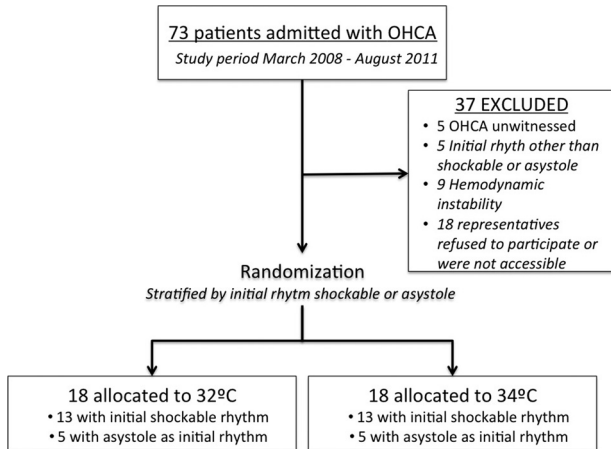 73 patients admitted with OHCA
Study period March 2008 - August 2011
37 EXCLUDED
• 5 OHCA unwitnessed
• 5 Initial rhyth other than
shockable or asystole
• 9 Hemodynamic
instability
• 18 representatives
refused to participate or
were not accessible
Randomization
Stratified by initial rhytm shockable or asystole
18 allocated to 32ºC
• 13 with initial shockable rhythm
• 5 with asystole as initial rhythm
18 allocated to 34ºC
• 13 with initial shockable rhythm
• 5 with asystole as initial rhythm